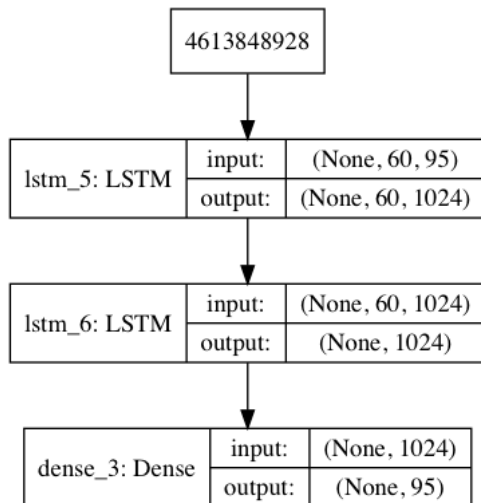 4613848928
lstm_5: LSTM
input:
(None, 60, 95)
output:
(None, 60, 1024)
lstm_6: LSTM
input:
(None, 60, 1024)
output:
(None, 1024)
dense_3: Dense
input:
(None, 1024)
output:
(None, 95)